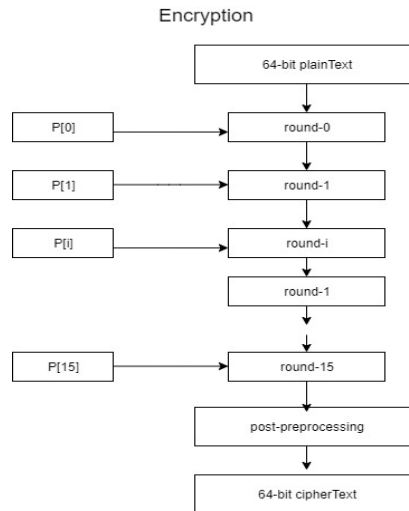 Encryption
64-bit plainText
P[0]
round-0
P[1]
round-1
P[i]
round-i
round-1
P[15]
round-15
post-preprocessing
64-bit cipherText